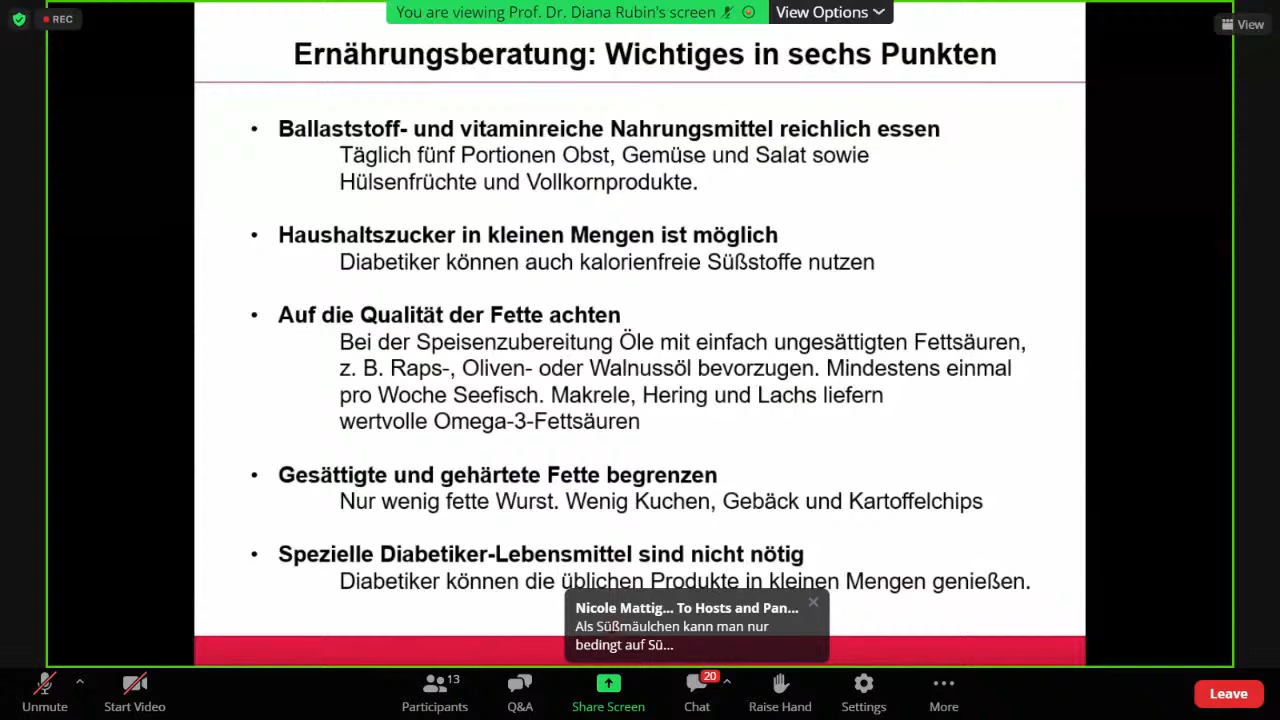 REC
You are viewing Prof. Dr. Diana Rubin's screen
View Options
View
Ernährungsberatung: Wichtiges in sechs Punkten
• Ballaststoff- und vitaminreiche Nahrungsmittel reichlich essen
Täglich fünf Portionen Obst, Gemüse und Salat sowie
Hülsenfrüchte und Vollkornprodukte.
• Haushaltszucker in kleinen Mengen ist möglich
Diabetiker können auch kalorienfreie Süßstoffe nutzen
• Auf die Qualität der Fette achten
Bei der Speisenzubereitung Öle mit einfach ungesättigten Fettsäuren,
z. B. Raps-, Oliven- oder Walnussöl bevorzugen. Mindestens einmal
pro Woche Seefisch. Makrele, Hering und Lachs liefern
wertvolle Omega-3-Fettsäuren
• Gesättigte und gehärtete Fette begrenzen
Nur wenig fette Wurst. Wenig Kuchen, Gebäck und Kartoffelchips
• Spezielle Diabetiker-Lebensmittel sind nicht nötig
Diabetiker können die üblichen Produkte in kleinen Mengen genießen.
Nicole Mattig... To Hosts and Pan...
Als Süßmäulchen kann man nur
bedingt auf Sü...
Unmute
Start Video
Participants 13
Q&A
Share Screen
Chat 20
Raise Hand
Settings
More
Leave